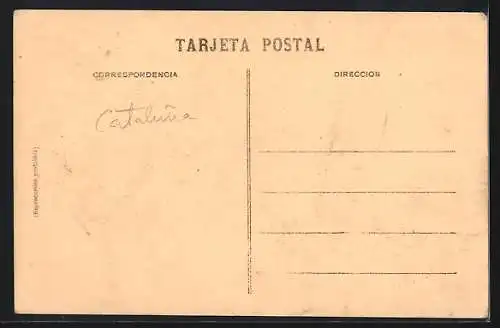 TARJETA POSTAL
CORRESPONDENCIA
DIRECCION
Cataluña